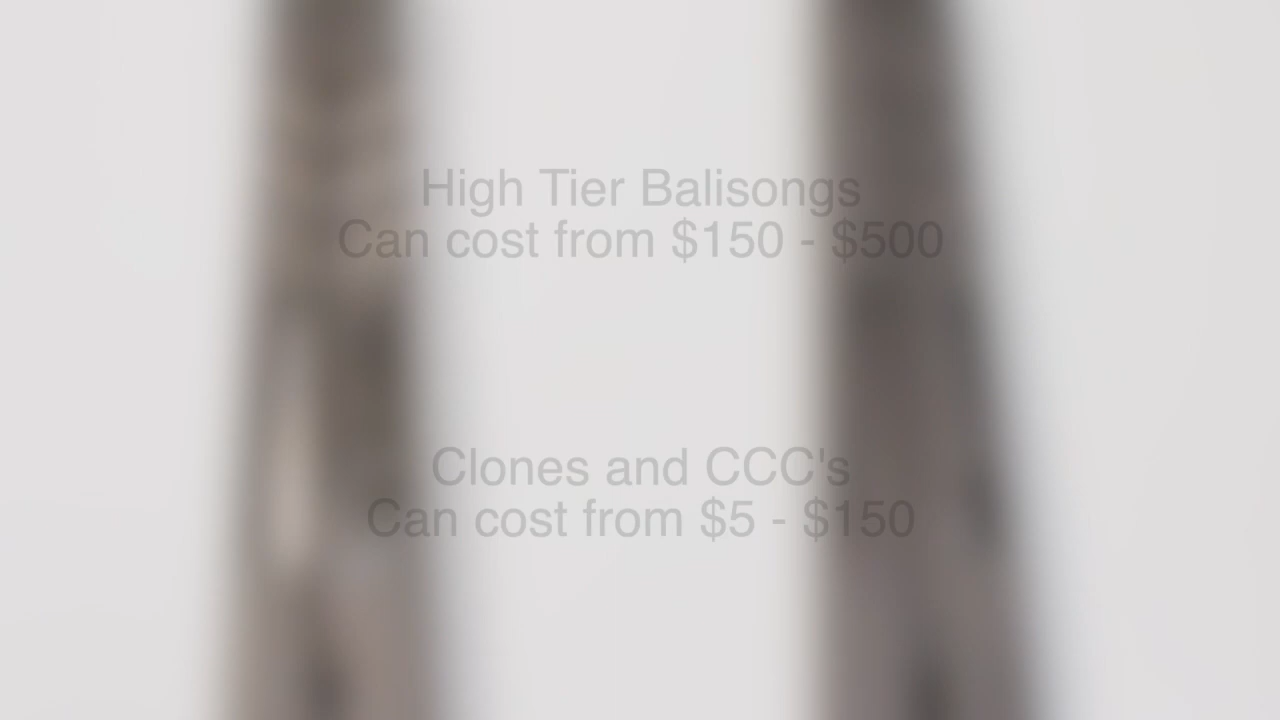 High Tier Balisongs
Can cost from $150 - $500
Clones and CCC's
Can cost from $5 - $150